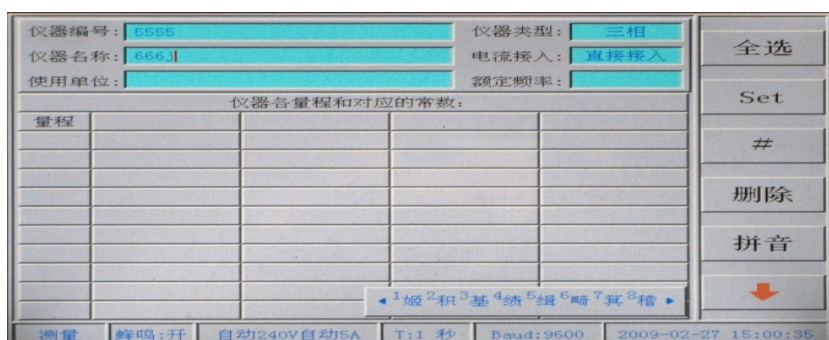 仪器编号: 5555 仪器类型: 三相
仪器名称: 666j 电流接入: 直接接入
使用单位: 额定频率:
仪器各量程和对应的常数:
量程
◂ 1姬 2积 3基 4绩 5缉 6畸 7箕 8稽 ▸
全选
Set
#
删除
拼音
测量 蜂鸣:开 自动240V自动5A T:1 秒 Baud:9600 2009-02-27 15:00:35